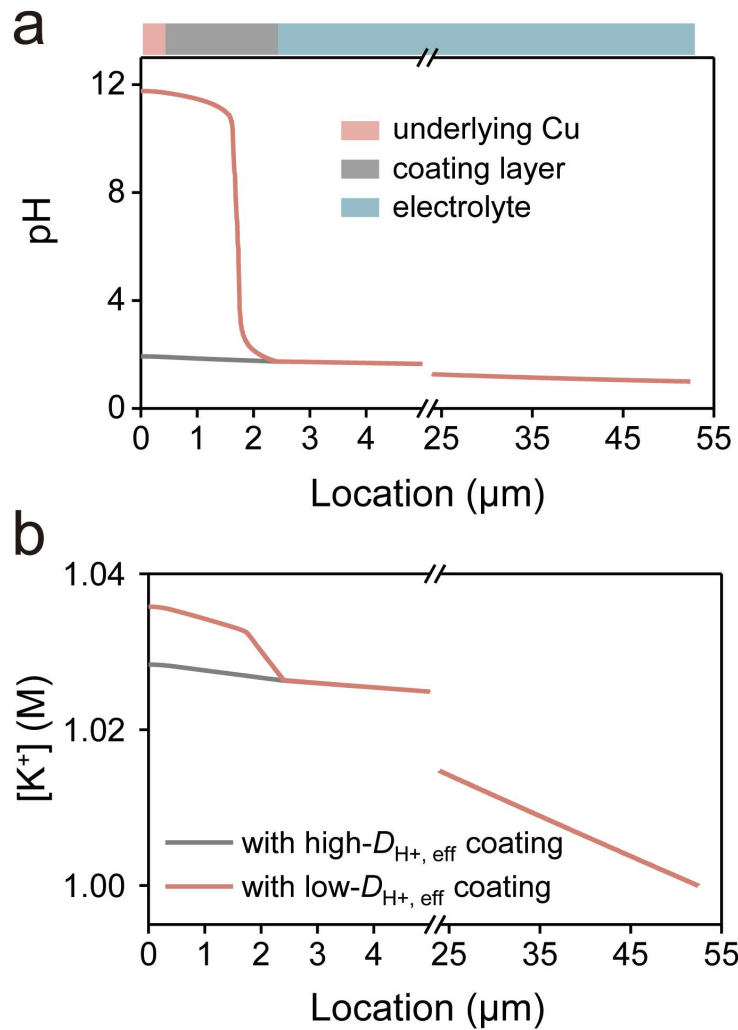 a
12
8
4
0
pH
underlying Cu
coating layer
electrolyte
0 1 2 3 4 25 35 45 55
Location (μm)
b
1.04
1.02
1.00
[K⁺] (M)
with high-D_H+, eff coating
with low-D_H+, eff coating
0 1 2 3 4 25 35 45 55
Location (μm)